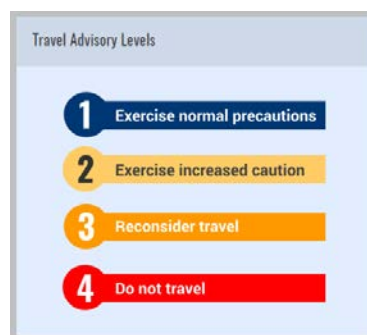 Travel Advisory Levels
1 Exercise normal precautions
2 Exercise increased caution
3 Reconsider travel
4 Do not travel